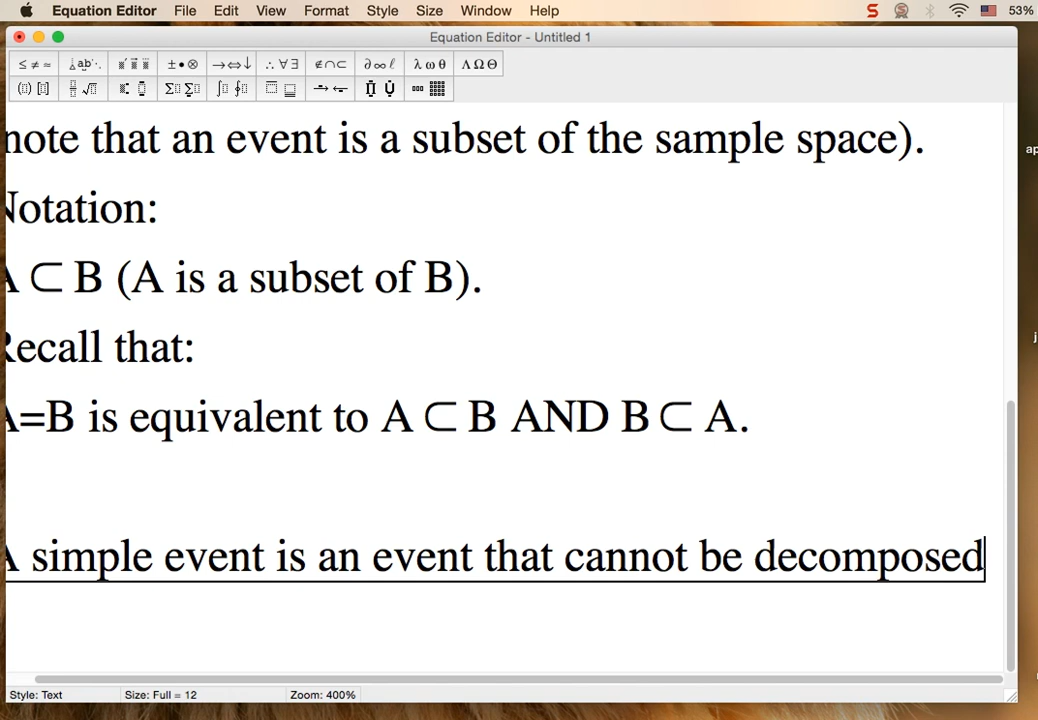 Equation Editor File Edit View Format Style Size Window Help 53%
Equation Editor - Untitled 1
≤ ≠ ≈ ± • ⊗ → ⇔ ↓ ∴ ∀ ∃ ∉ ∩ ⊂ ∂ ∞ ℓ λ ω θ Λ Ω Θ
note that an event is a subset of the sample space).
Notation:
A ⊂ B (A is a subset of B).
Recall that:
A=B is equivalent to A ⊂ B AND B ⊂ A.
A simple event is an event that cannot be decomposed
Style: Text Size: Full = 12 Zoom: 400%